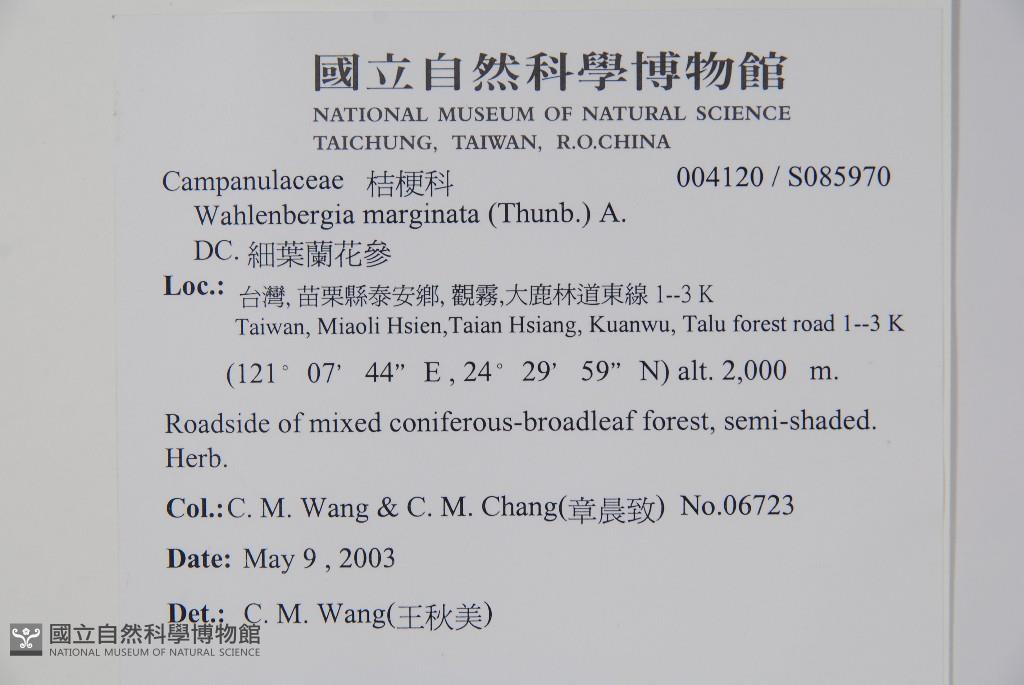 國立自然科學博物館
NATIONAL MUSEUM OF NATURAL SCIENCE
TAICHUNG, TAIWAN, R.O.CHINA
Campanulaceae 桔梗科 004120 / S085970
Wahlenbergia marginata (Thunb.) A.
DC. 細葉蘭花參
Loc.: 台灣, 苗栗縣泰安鄉, 觀霧,大鹿林道東線 1--3 K
Taiwan, Miaoli Hsien,Taian Hsiang, Kuanwu, Talu forest road 1--3 K
(121° 07’ 44” E , 24° 29’ 59” N) alt. 2,000 m.
Roadside of mixed coniferous-broadleaf forest, semi-shaded.
Herb.
Col.: C. M. Wang & C. M. Chang(章晨致) No.06723
Date: May 9 , 2003
Det.: C. M. Wang(王秋美)
國立自然科學博物館
NATIONAL MUSEUM OF NATURAL SCIENCE